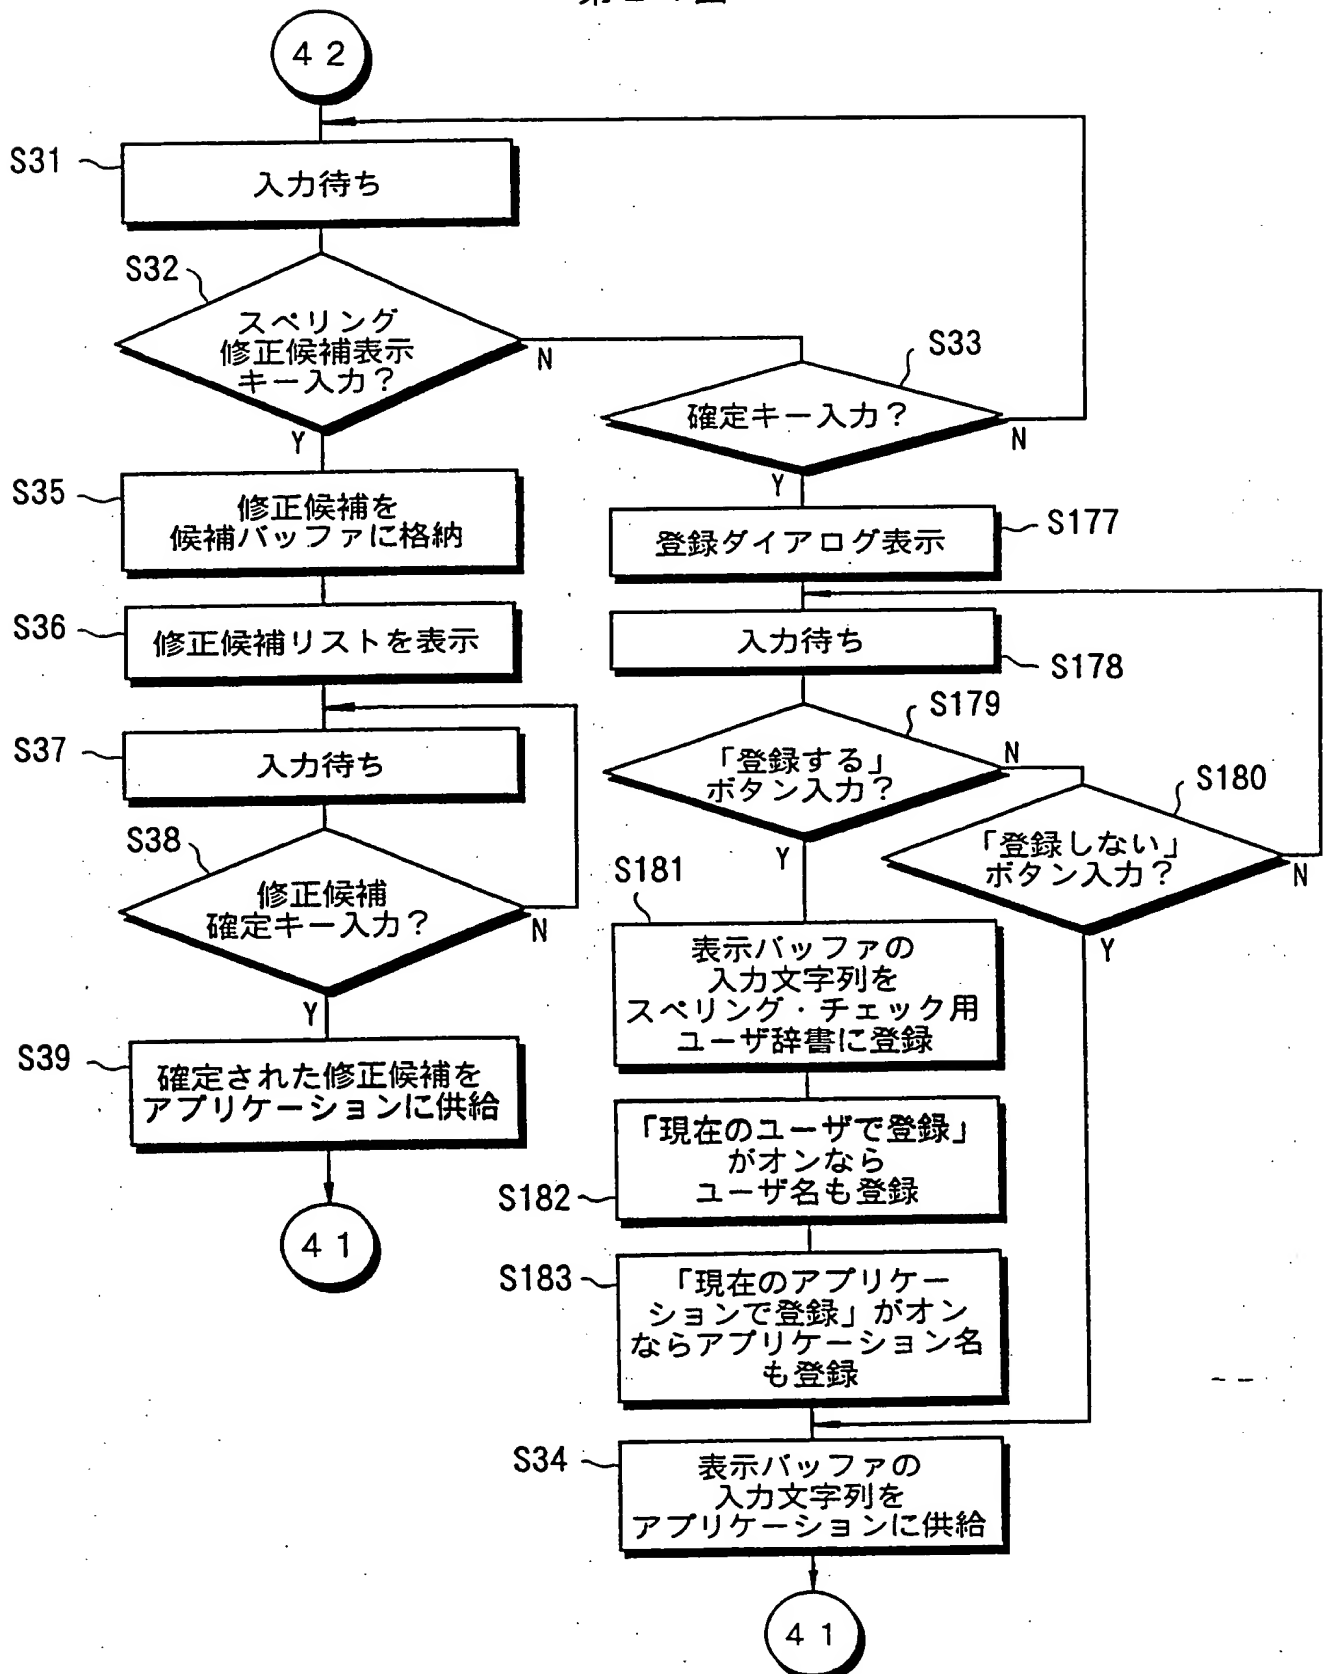 ４２
S31
入力待ち
S32
スペリング
修正候補表示
キー入力？
N
Y
S33
確定キー入力？
N
Y
S35
修正候補を
候補バッファに格納
S177
登録ダイアログ表示
S36
修正候補リストを表示
入力待ち
S178
S37
入力待ち
S179
「登録する」
ボタン入力？
N
Y
S180
「登録しない」
ボタン入力？
N
Y
S38
修正候補
確定キー入力？
N
Y
S181
表示バッファの
入力文字列を
スペリング・チェック用
ユーザ辞書に登録
S39
確定された修正候補を
アプリケーションに供給
４１
S182
「現在のユーザで登録」
がオンなら
ユーザ名も登録
S183
「現在のアプリケー
ションで登録」がオン
ならアプリケーション名
も登録
S34
表示バッファの
入力文字列を
アプリケーションに供給
４１